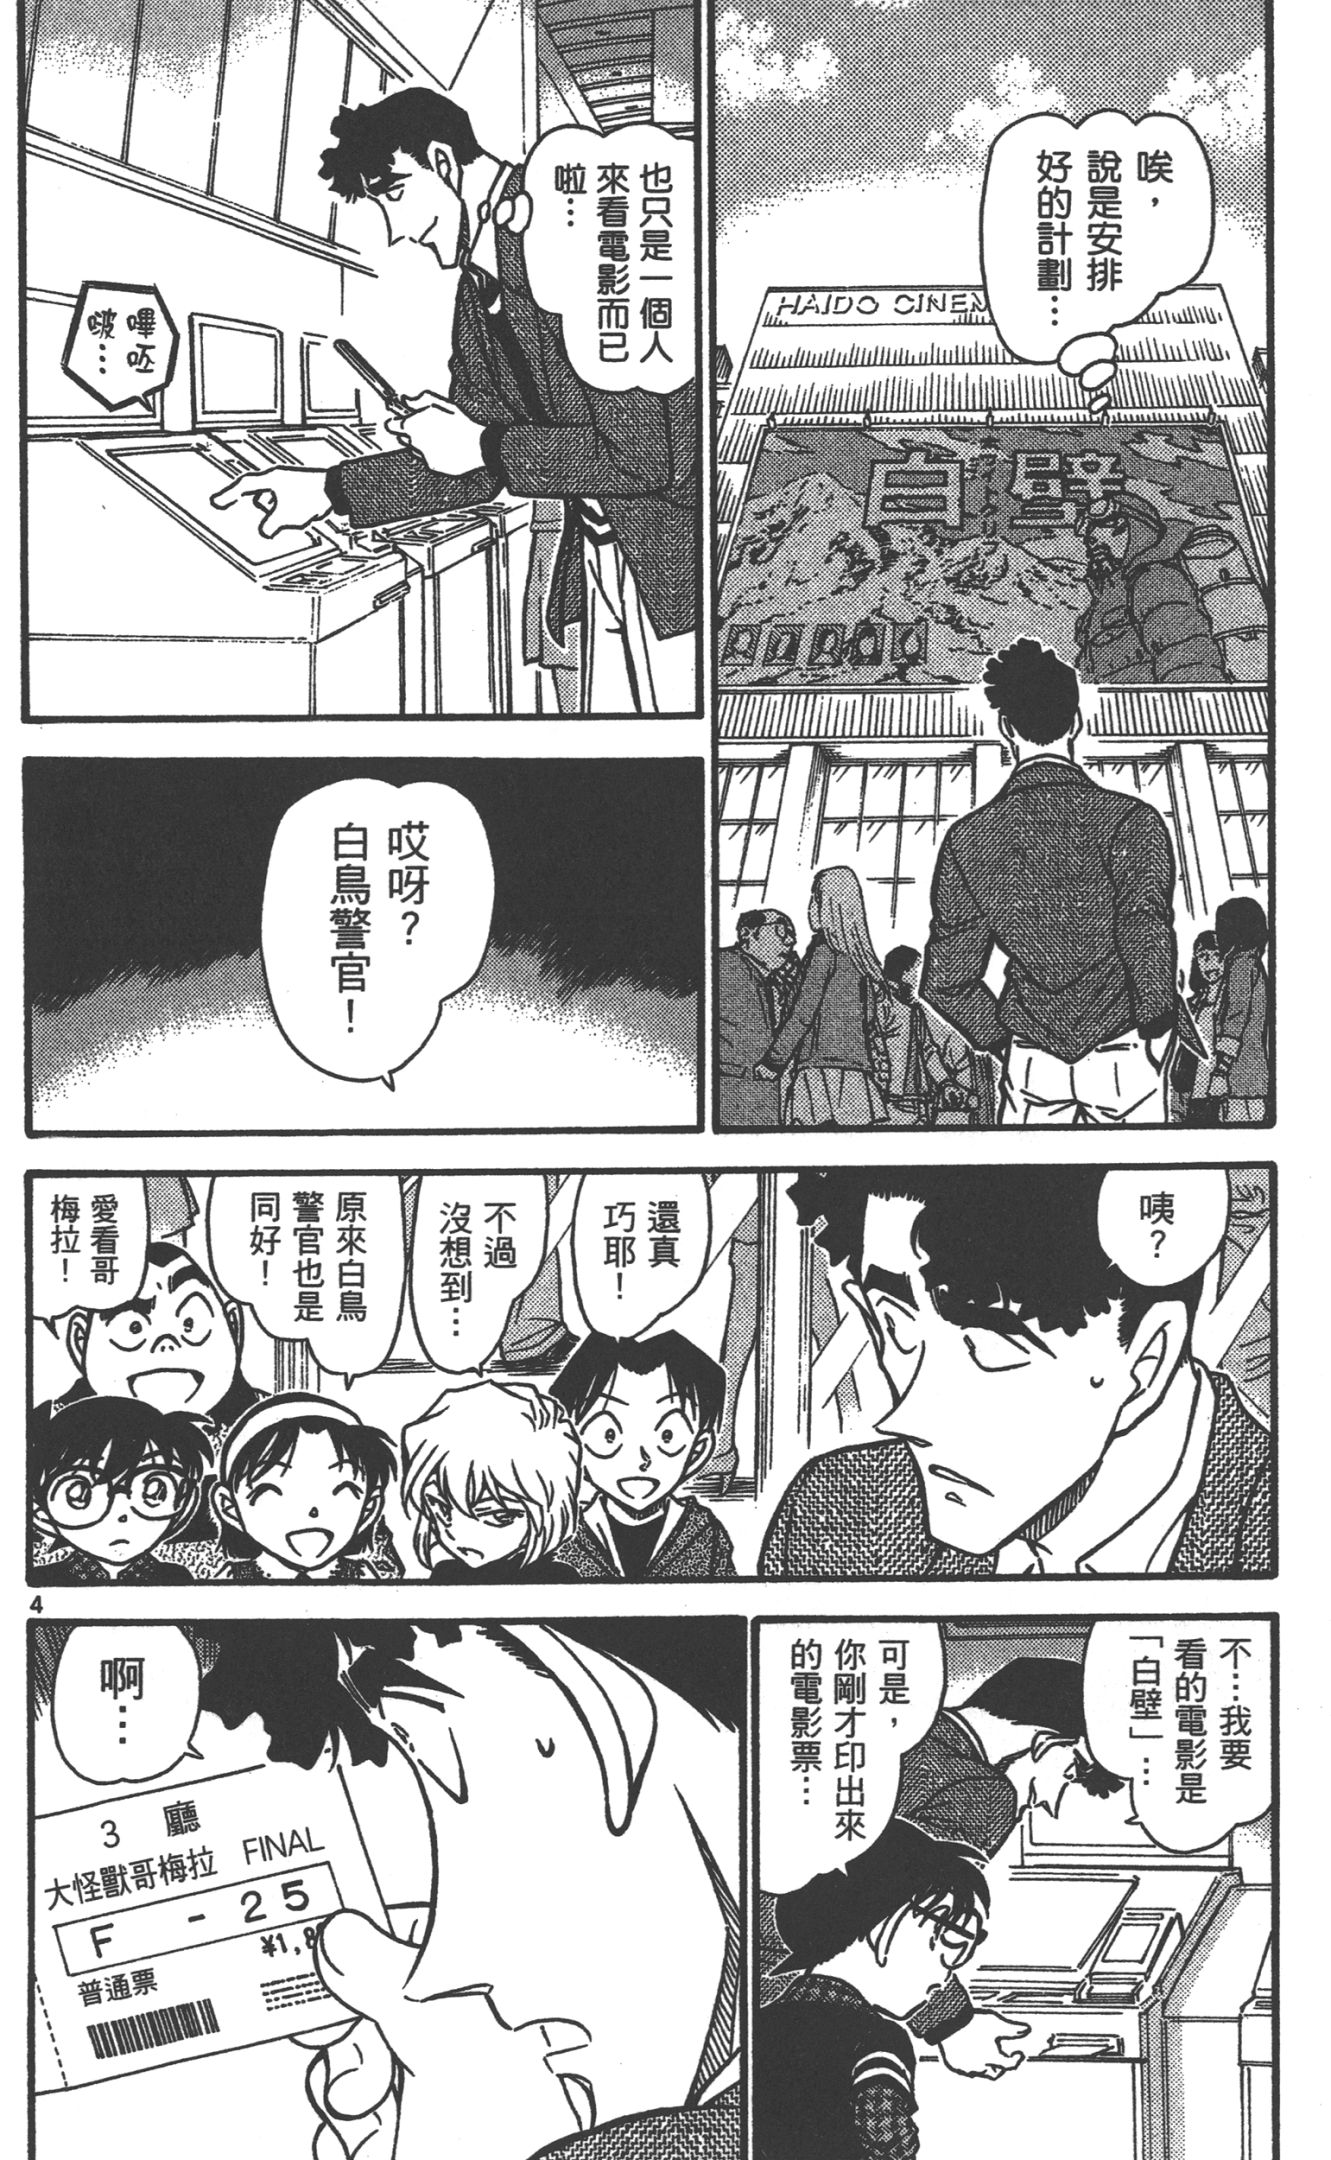 唉，
說是安排
好的計劃…
HAIDO CINEM
白壁
也只是一個人
來看電影而已
啦…
嗶㕷
啵…
哎呀？
白鳥警官！
咦？
還真
巧耶！
不過
沒想到…
原來白鳥
警官也是
同好！
愛看哥
梅拉！
4
不…我要
看的電影是
「白壁」…
可是，
你剛才印出來
的電影票…
啊…
3 廳
大怪獸哥梅拉 FINAL
F - 25
¥1,8
普通票